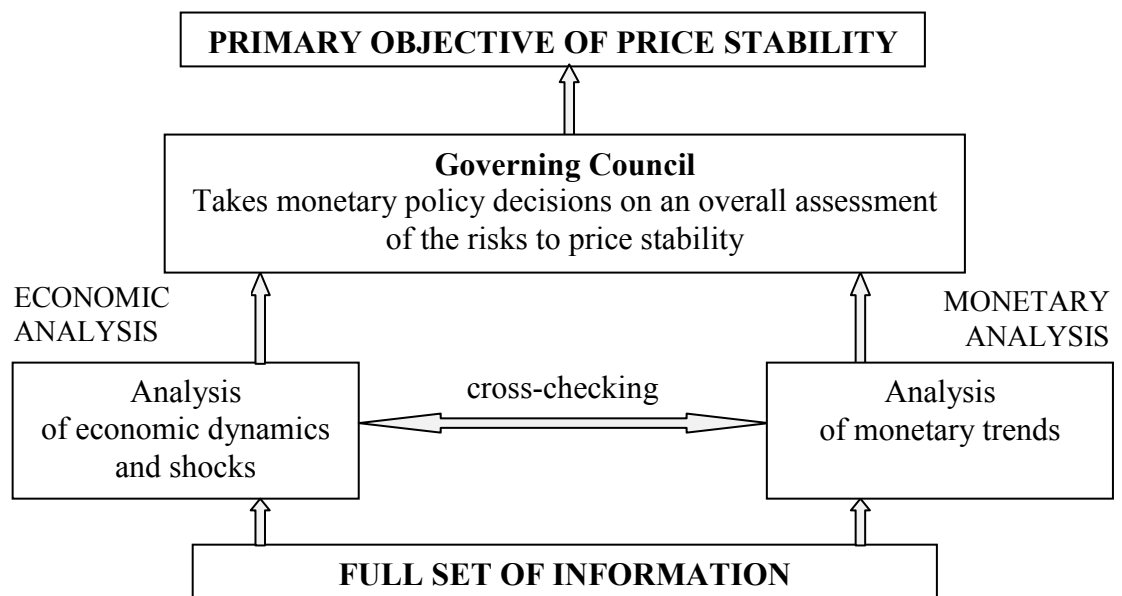 PRIMARY OBJECTIVE OF PRICE STABILITY
Governing Council
Takes monetary policy decisions on an overall assessment
of the risks to price stability
ECONOMIC
ANALYSIS
MONETARY
ANALYSIS
Analysis
of economic dynamics
and shocks
cross-checking
Analysis
of monetary trends
FULL SET OF INFORMATION